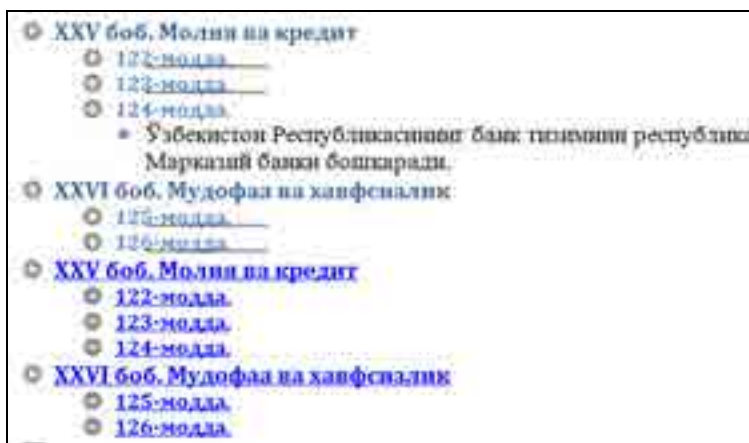 XXV боб. Молия ва кредит
122-модда.
123-модда.
124-модда.
Ўзбекистон Республикасининг банк тизимини республика
Марказий банки бошқаради.
XXVI боб. Мудофаа ва хавфсизлик
125-модда.
126-модда.
XXV боб. Молия ва кредит
122-модда.
123-модда.
124-модда.
XXVI боб. Мудофаа ва хавфсизлик
125-модда.
126-модда.